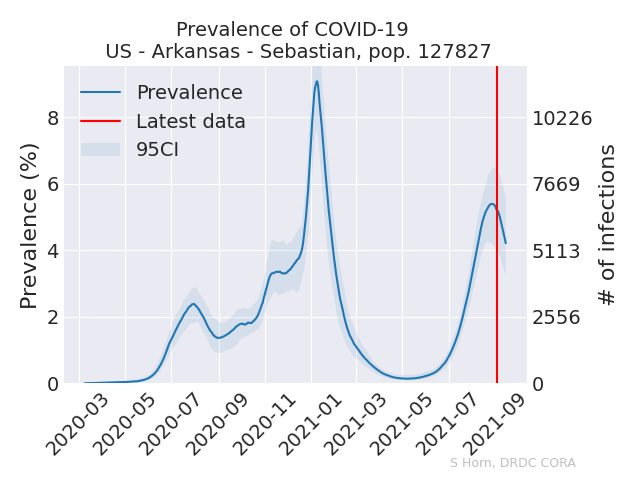 Prevalence of COVID-19
US - Arkansas - Sebastian, pop. 127827
Prevalence
Latest data
95CI
Prevalence (%)
8
6
4
2
0
10226
7669
5113
2556
0
# of infections
2020-03
2020-05
2020-07
2020-09
2020-11
2021-01
2021-03
2021-05
2021-07
2021-09
S Horn, DRDC CORA